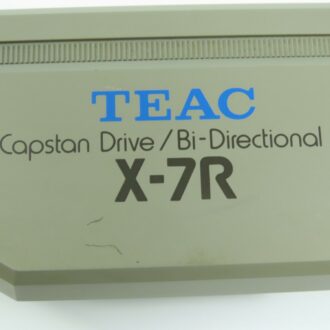 TEAC
Capstan Drive / Bi-Directional
X-7R